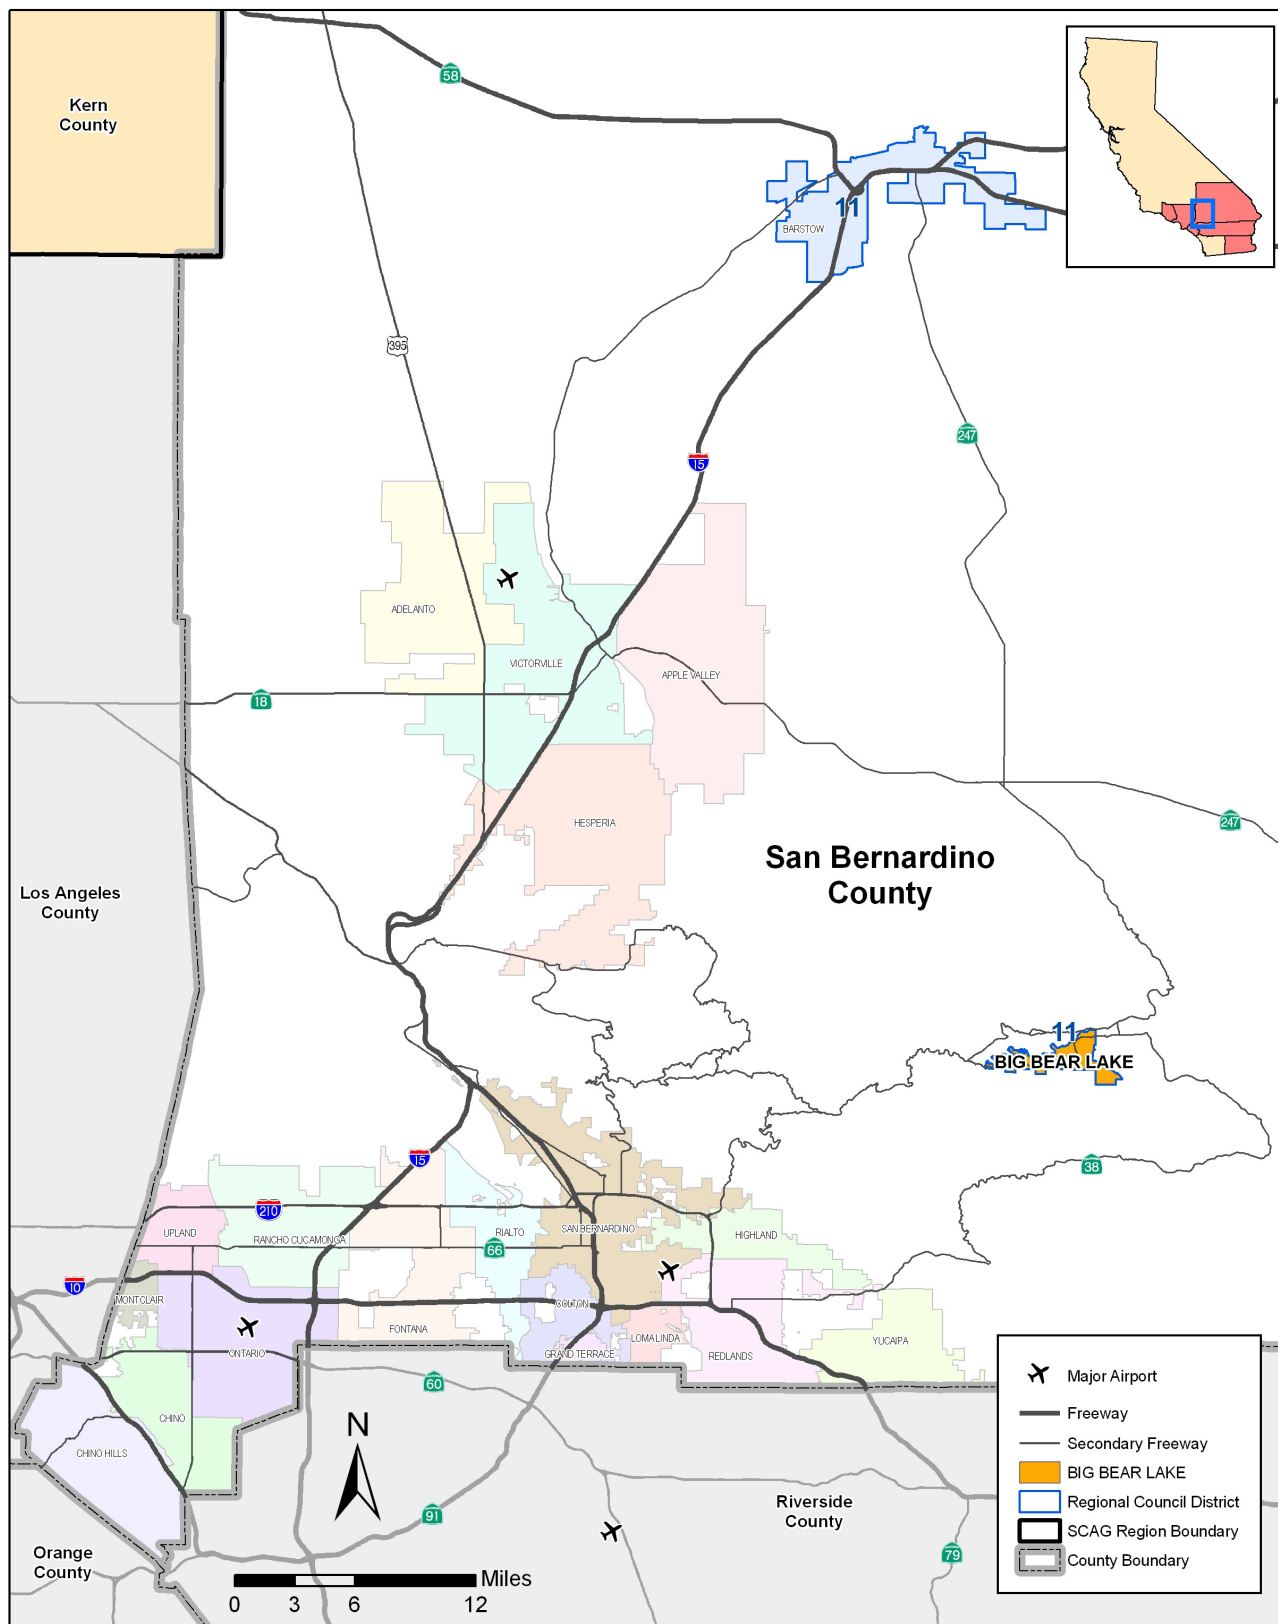 Kern
County
58
11
BARSTOW
395
247
15
ADELANTO
VICTORVILLE
APPLE VALLEY
18
HESPERIA
247
San Bernardino
County
Los Angeles
County
11
BIG BEAR LAKE
15
38
210
UPLAND
RANCHO CUCAMONGA
RIALTO
66
SAN BERNARDINO
HIGHLAND
10
MONTCLAIR
COLTON
FONTANA
LOMA LINDA
YUCAIPA
ONTARIO
GRAND TERRACE
REDLANDS
60
CHINO
CHINO HILLS
N
91
Riverside
County
79
Orange
County
Miles
0 3 6 12
Major Airport
Freeway
Secondary Freeway
BIG BEAR LAKE
Regional Council District
SCAG Region Boundary
County Boundary